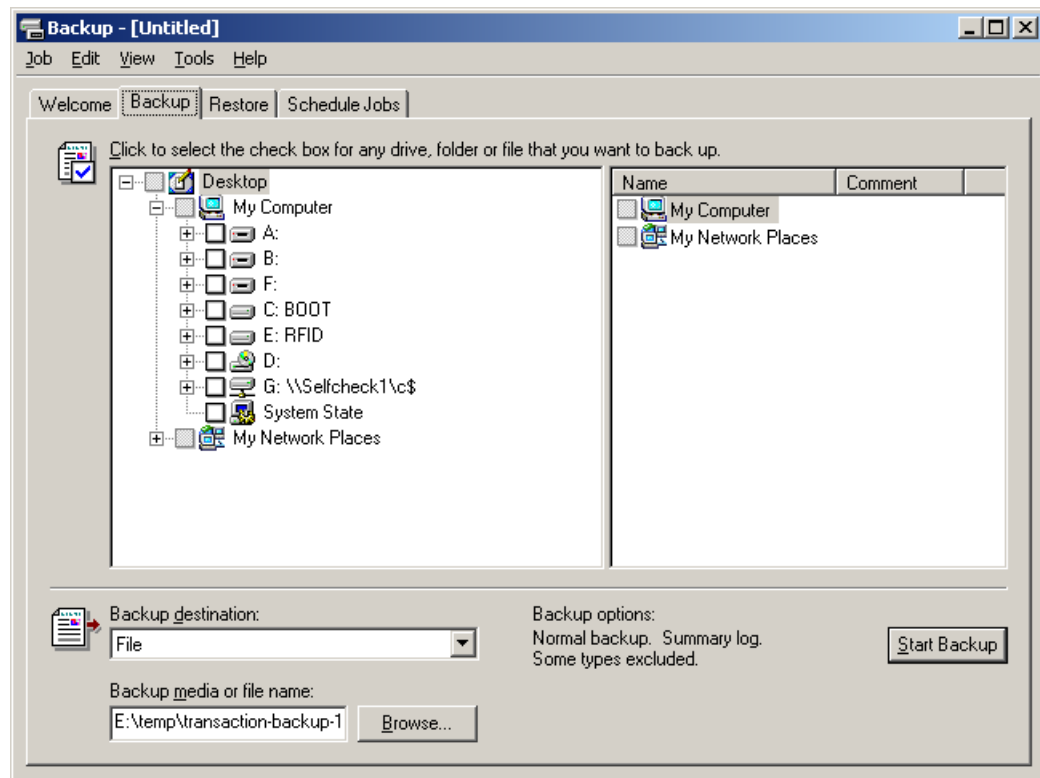 Backup - [Untitled]
Job Edit View Tools Help
Welcome Backup Restore Schedule Jobs
Click to select the check box for any drive, folder or file that you want to back up.
Desktop
My Computer
A:
B:
F:
C: BOOT
E: RFID
D:
G: \\Selfcheck1\c$
System State
My Network Places
Name Comment
My Computer
My Network Places
Backup destination:
File
Backup media or file name:
E:\temp\transaction-backup-1
Browse...
Backup options:
Normal backup. Summary log.
Some types excluded.
Start Backup